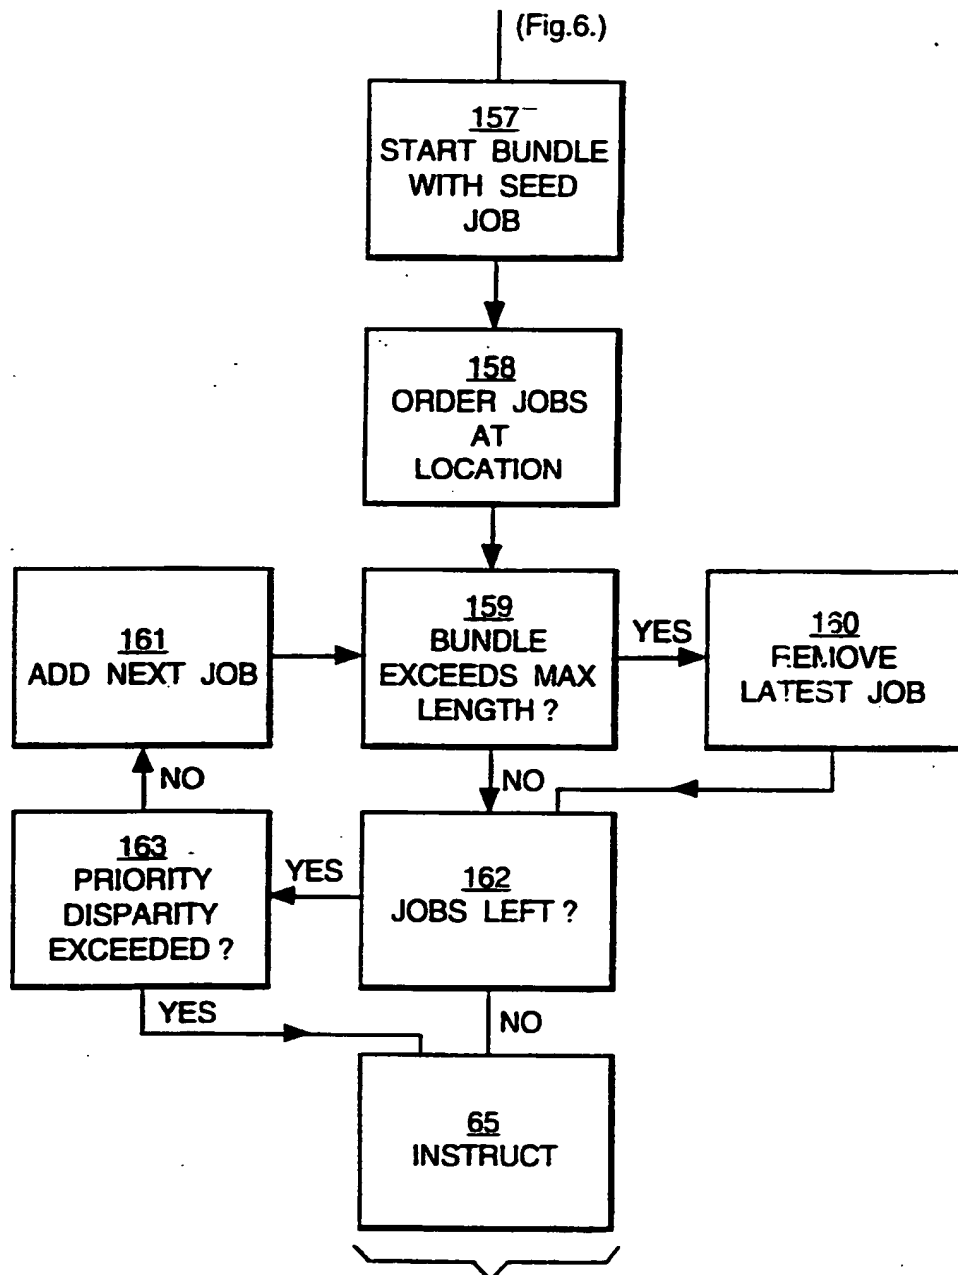 (Fig.6.)
157
START BUNDLE
WITH SEED
JOB
158
ORDER JOBS
AT
LOCATION
159
BUNDLE
EXCEEDS MAX
LENGTH ?
YES
160
REMOVE
LATEST JOB
161
ADD NEXT JOB
NO
NO
163
PRIORITY
DISPARITY
EXCEEDED ?
YES
162
JOBS LEFT ?
YES
NO
65
INSTRUCT